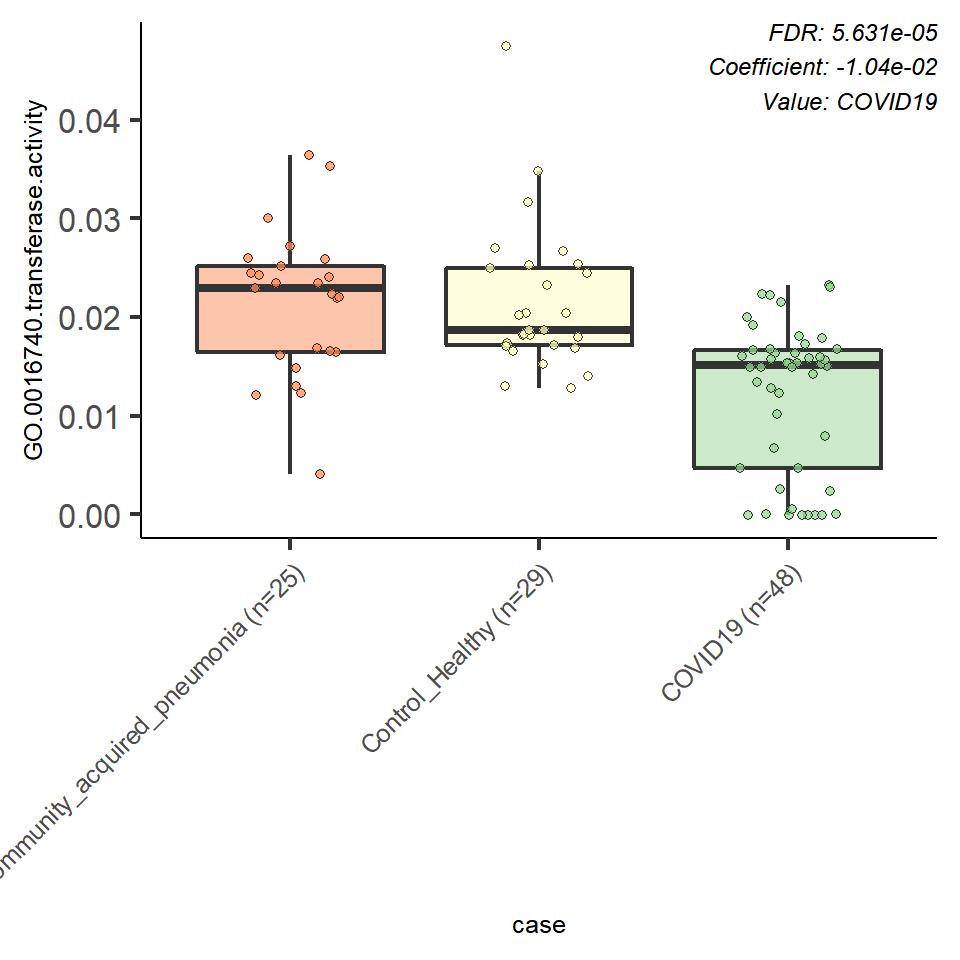 FDR: 5.631e-05
Coefficient: -1.04e-02
Value: COVID19
GO.0016740.transferase.activity
0.04
0.03
0.02
0.01
0.00
ommunity_acquired_pneumonia (n=25)
Control_Healthy (n=29)
COVID19 (n=48)
case